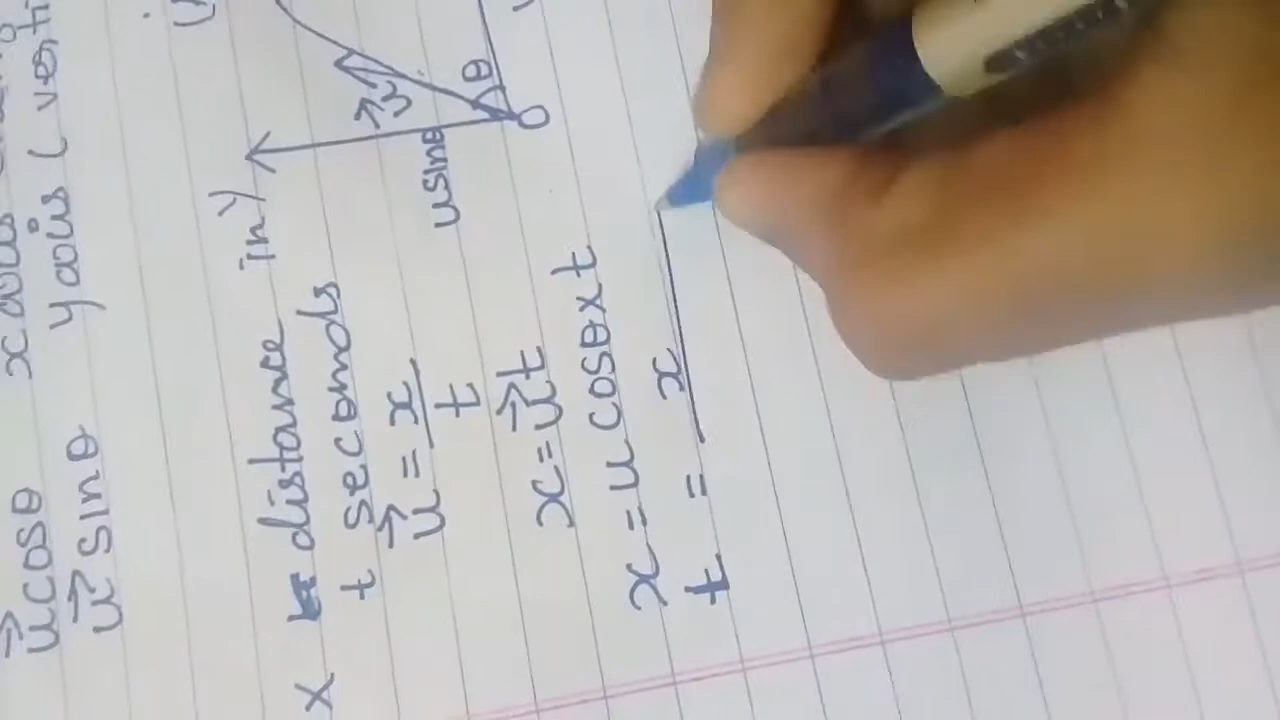 u⃗ cosθ x axis
u⃗ sinθ y axis (verti
X distance in
t seconds
u⃗ = x/t
x = u⃗t
x = u cosθ x t
t = x
y
u
θ
O
usinθ